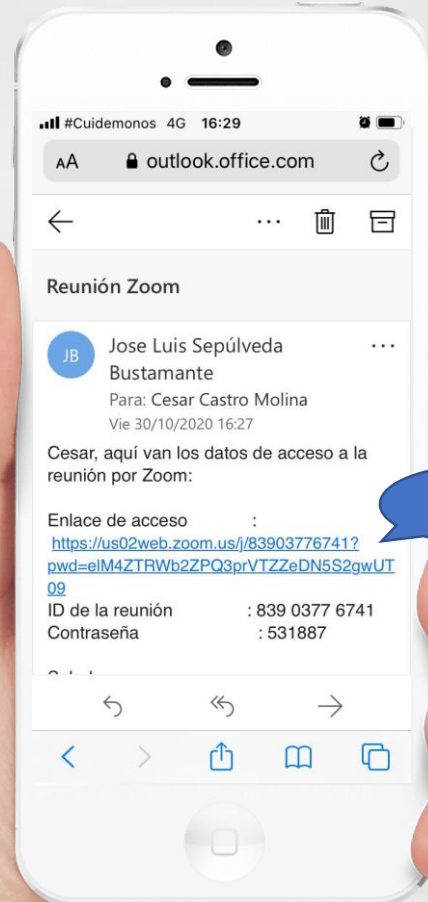 #Cuidemonos 4G 16:29
AA outlook.office.com
Reunión Zoom
JB
Jose Luis Sepúlveda
Bustamante
Para: Cesar Castro Molina
Vie 30/10/2020 16:27
Cesar, aquí van los datos de acceso a la
reunión por Zoom:
Enlace de acceso :
https://us02web.zoom.us/j/83903776741?
pwd=elM4ZTRWb2ZPQ3prVTZZeDN5S2gwUT
09
ID de la reunión : 839 0377 6741
Contraseña : 531887